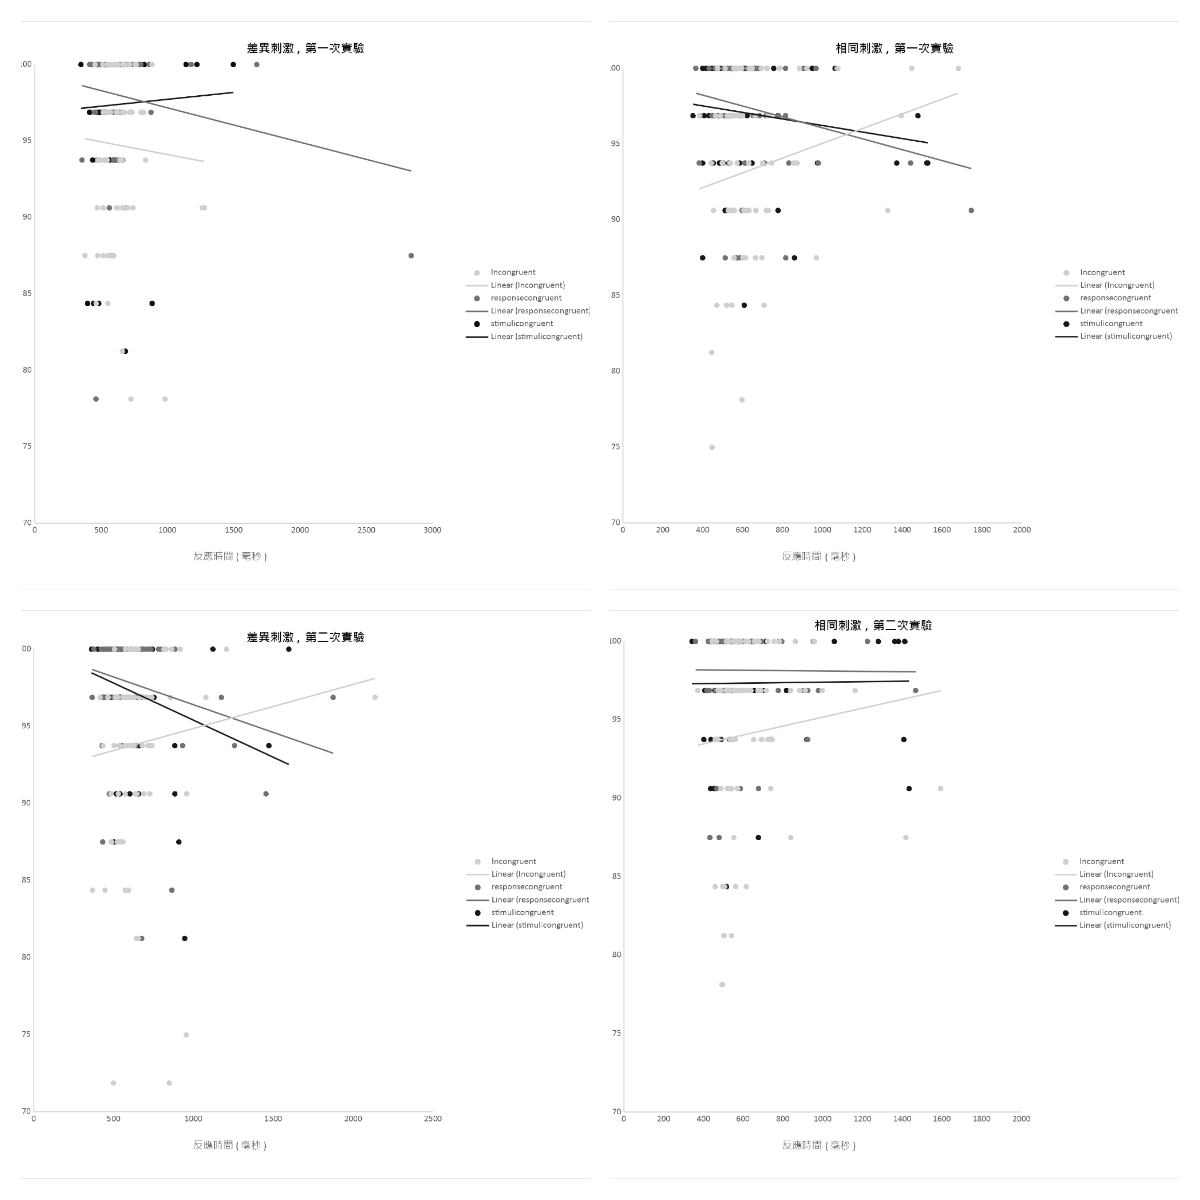 差異刺激 , 第一次實驗
00
95
90
85
80
75
70
0 500 1000 1500 2000 2500 3000
反應時間 ( 毫秒 )
Incongruent
Linear (Incongruent)
responsecongruent
Linear (responsecongruent)
stimulicongruent
Linear (stimulicongruent)
相同刺激 , 第一次實驗
00
95
90
85
80
75
70
0 200 400 600 800 1000 1200 1400 1600 1800 2000
反應時間 ( 毫秒 )
Incongruent
Linear (Incongruent)
responsecongruent
Linear (responsecongruent
stimulicongruent
Linear (stimulicongruent)
差異刺激 , 第二次實驗
00
95
90
85
80
75
70
0 500 1000 1500 2000 2500
反應時間 ( 毫秒 )
Incongruent
Linear (Incongruent)
responsecongruent
Linear (responsecongruent
stimulicongruent
Linear (stimulicongruent)
相同刺激 , 第二次實驗
100
95
90
85
80
75
70
0 200 400 600 800 1000 1200 1400 1600 1800 2000
反應時間 ( 毫秒 )
Incongruent
Linear (Incongruent)
responsecongruent
Linear (responsecongruent)
stimulicongruent
Linear (stimulicongruent)